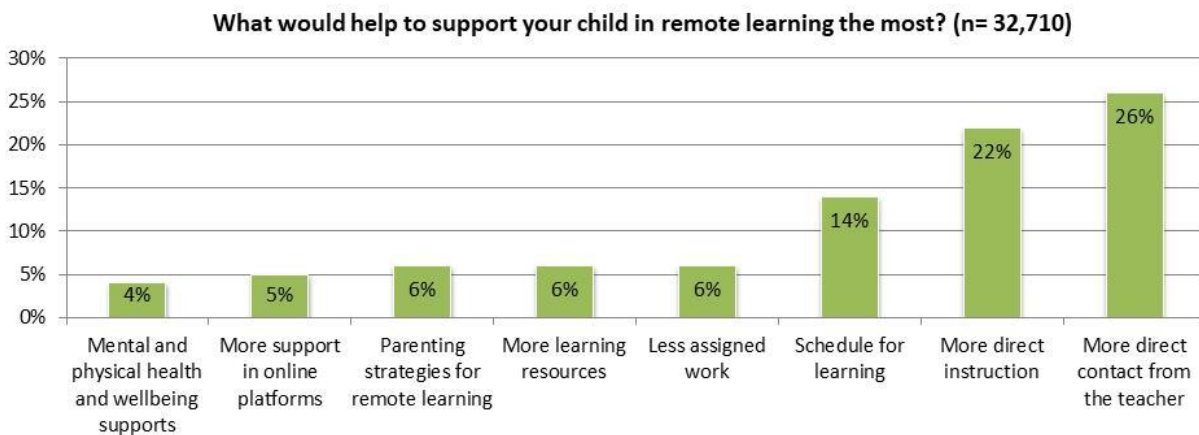 What would help to support your child in remote learning the most? (n= 32,710)
30%
25%
20%
15%
10%
5%
0%
4%
5%
6%
6%
6%
14%
22%
26%
Mental and
physical health
and wellbeing
supports
More support
in online
platforms
Parenting
strategies for
remote learning
More learning
resources
Less assigned
work
Schedule for
learning
More direct
instruction
More direct
contact from
the teacher